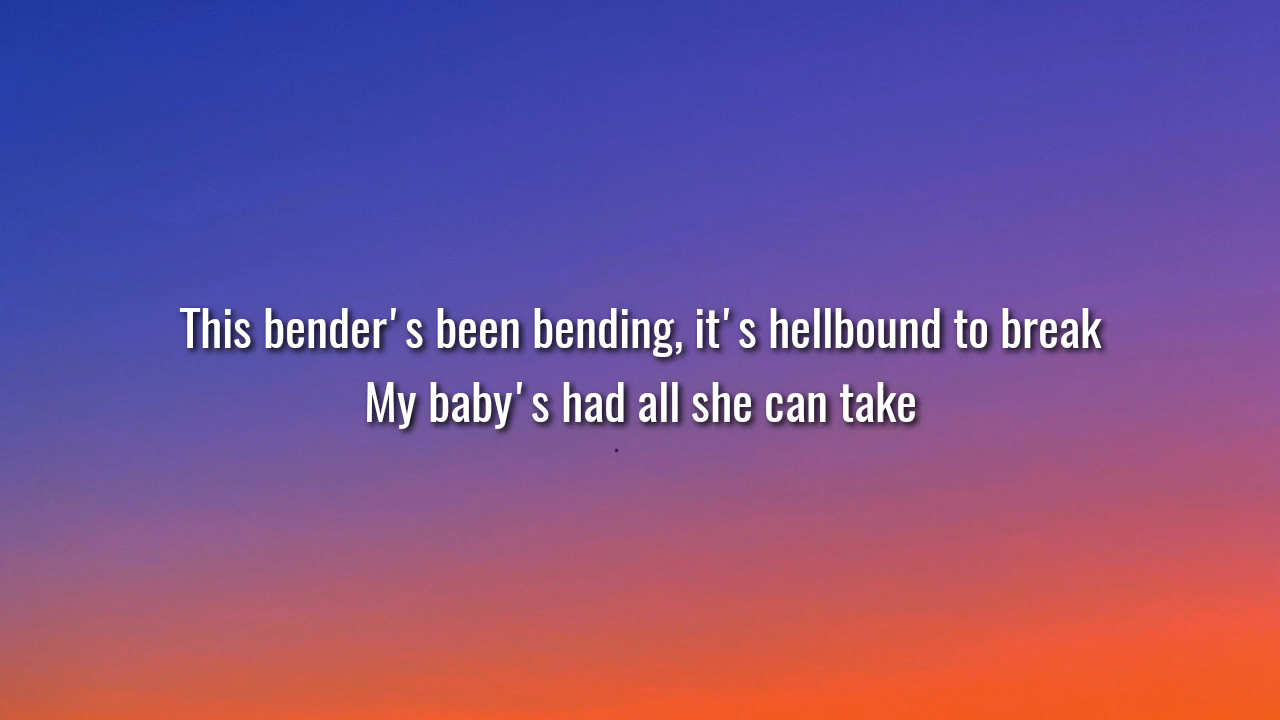 This bender's been bending, it's hellbound to break
My baby's had all she can take